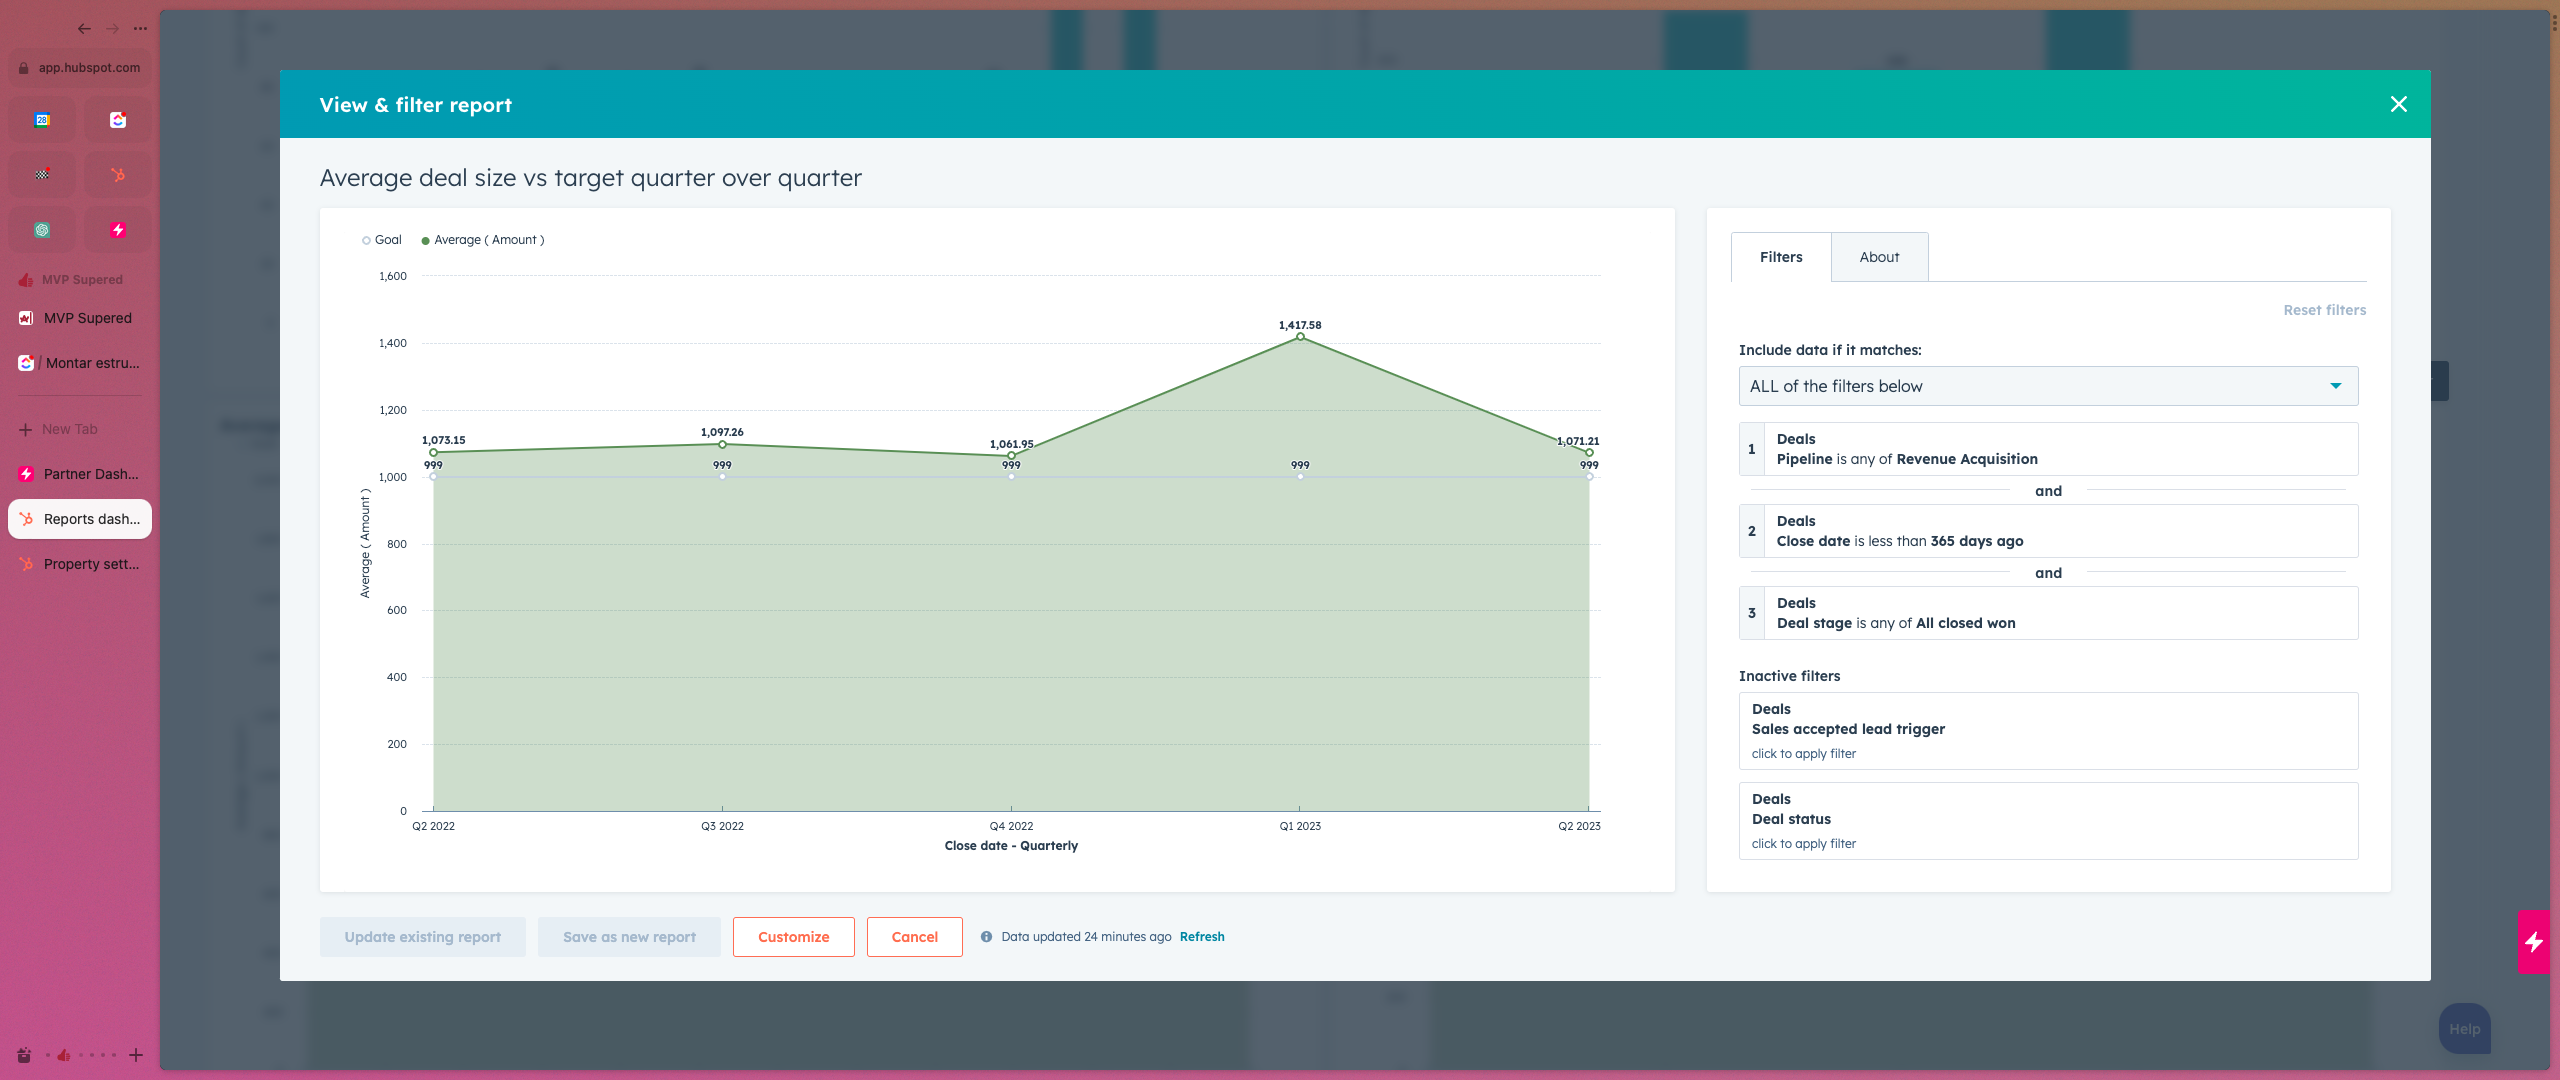 app.hubspot.com
28
MVP Supered
MVP Supered
/ Montar estru...
New Tab
Partner Dash...
Reports dash...
Property sett...
View & filter report
Average deal size vs target quarter over quarter
Goal
Average ( Amount )
1,600
1,400
1,200
1,000
800
600
400
200
0
Average ( Amount )
1,073.15
1,097.26
1,061.95
1,417.58
1,071.21
999
999
999
999
999
Q2 2022
Q3 2022
Q4 2022
Q1 2023
Q2 2023
Close date - Quarterly
Filters
About
Reset filters
Include data if it matches:
ALL of the filters below
1
Deals
Pipeline is any of Revenue Acquisition
and
2
Deals
Close date is less than 365 days ago
and
3
Deals
Deal stage is any of All closed won
Inactive filters
Deals
Sales accepted lead trigger
click to apply filter
Deals
Deal status
click to apply filter
Update existing report
Save as new report
Customize
Cancel
Data updated 24 minutes ago Refresh
Help